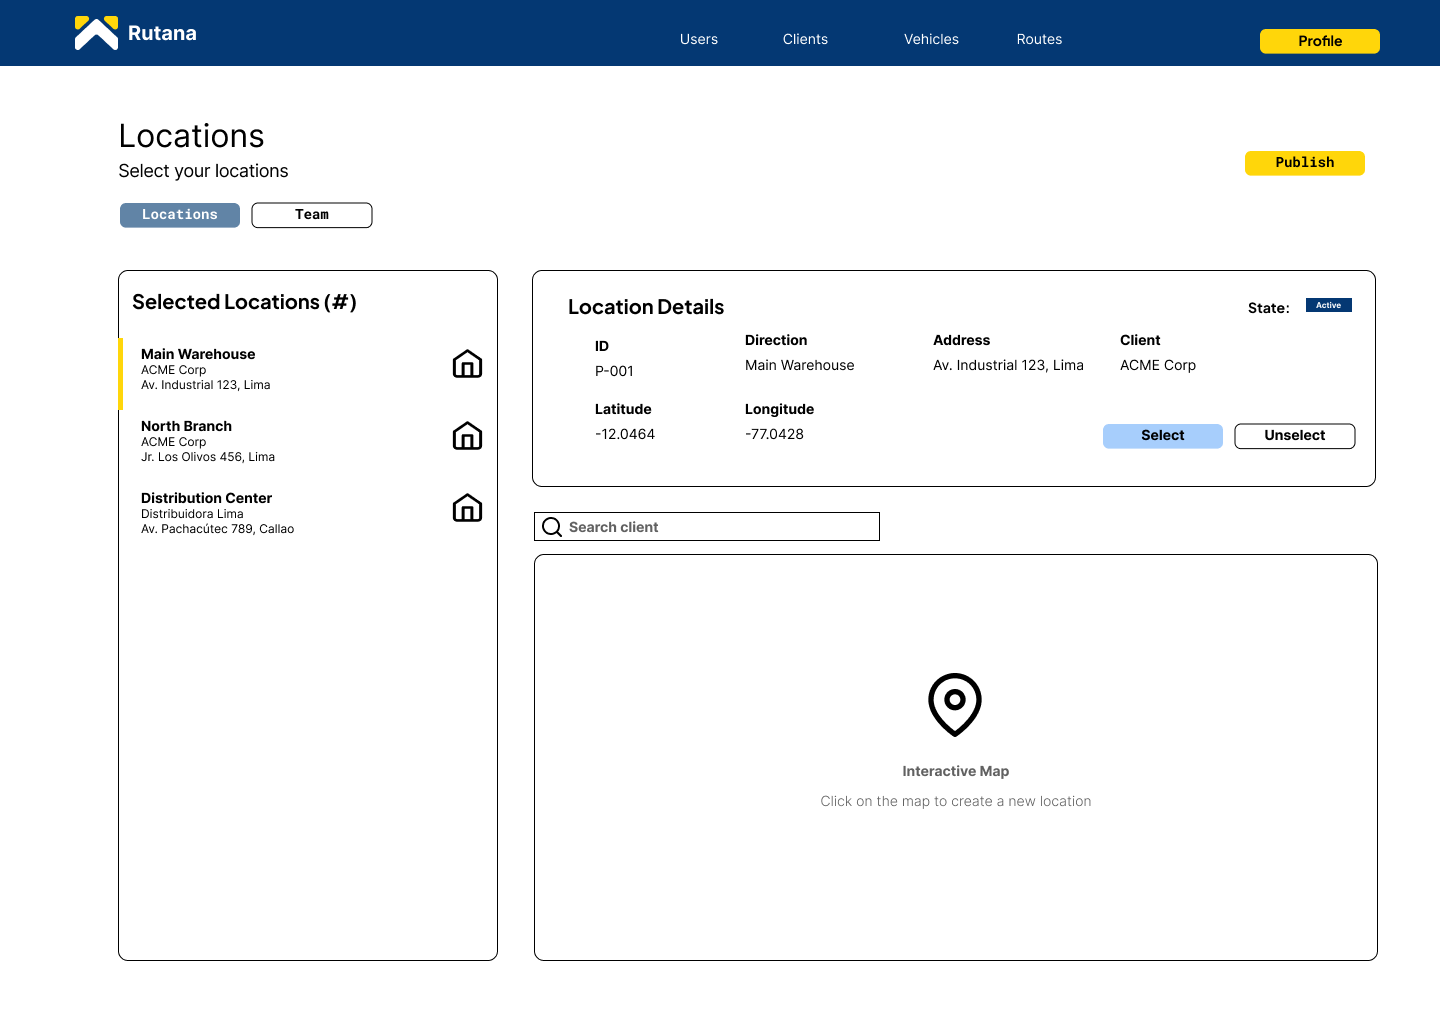 Rutana
Users
Clients
Vehicles
Routes
Profile
Locations
Select your locations
Publish
Locations
Team
Selected Locations (#)
Main Warehouse
ACME Corp
Av. Industrial 123, Lima
North Branch
ACME Corp
Jr. Los Olivos 456, Lima
Distribution Center
Distribuidora Lima
Av. Pachacútec 789, Callao
Location Details
State:
Active
ID
P-001
Direction
Main Warehouse
Address
Av. Industrial 123, Lima
Client
ACME Corp
Latitude
-12.0464
Longitude
-77.0428
Select
Unselect
Search client
Interactive Map
Click on the map to create a new location